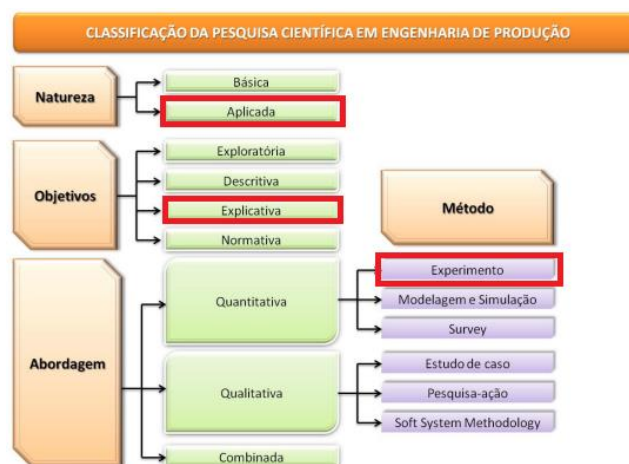 CLASSIFICAÇÃO DA PESQUISA CIENTÍFICA EM ENGENHARIA DE PRODUÇÃO
Natureza
Básica
Aplicada
Objetivos
Exploratória
Descritiva
Explicativa
Normativa
Método
Abordagem
Quantitativa
Experimento
Modelagem e Simulação
Survey
Qualitativa
Estudo de caso
Pesquisa-ação
Soft System Methodology
Combinada